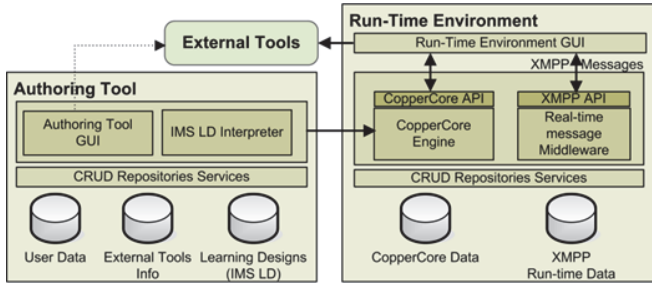 External Tools
Authoring Tool
Authoring Tool
GUI
IMS LD Interpreter
CRUD Repositories Services
User Data
External Tools
Info
Learning Designs
(IMS LD)
Run-Time Environment
Run-Time Environment GUI
XMPP Messages
CopperCore API
CopperCore
Engine
XMPP API
Real-time
message
Middleware
CRUD Repositories Services
CopperCore Data
XMPP
Run-time Data